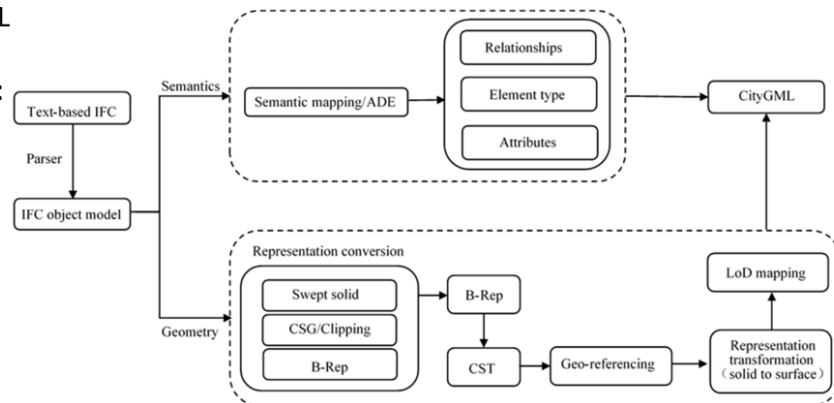 L
:
Text-based IFC
Parser
IFC object model
Semantics
Semantic mapping/ADE
Relationships
Element type
Attributes
CityGML
Geometry
Representation conversion
Swept solid
CSG/Clipping
B-Rep
B-Rep
CST
Geo-referencing
Representation
transformation
（solid to surface）
LoD mapping